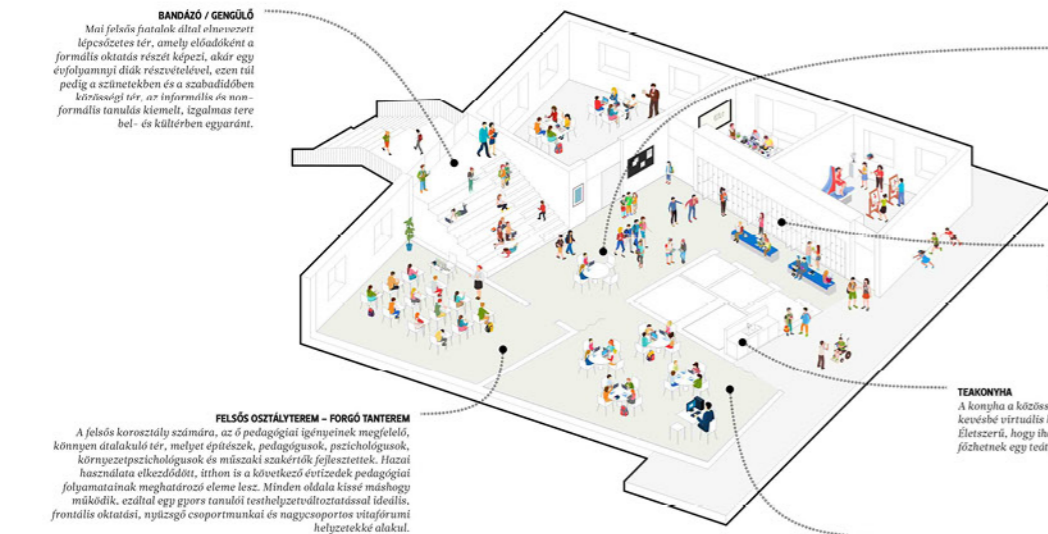 BANDÁZÓ / GENGÜLŐ
Mai felsős fiatalok által elnevezett
lépcsőzetes tér, amely előadóként a
formális oktatás részét képezi, akár egy
évfolyamnyi diák részvételével, ezen túl
pedig a szünetekben és a szabadidőben
közösségi tér, az informális és non-
formális tanulás kiemelt, izgalmas tere
bel- és kültérben egyaránt.
FELSŐS OSZTÁLYTEREM – FORGÓ TANTEREM
A felsős korosztály számára, az ő pedagógiai igényeinek megfelelő,
könnyen átalakuló tér, melyet építészek, pedagógusok, pszichológusok,
környezetpszichológusok és műszaki szakértők fejlesztettek. Hazai
használata elkezdődött, itthon is a következő évtizedek pedagógiai
folyamatainak meghatározó eleme lesz. Minden oldala kissé máshogy
működik, ezáltal egy gyors tanulói testhelyzetváltoztatással ideális,
frontális oktatási, nyüzsgő csoportmunkai és nagycsoportos vitafórumi
helyzetekké alakul.
TEAKONYHA
A konyha a közöss
kevésbé virtuális
Életszerű, hogy
főzhetnek egy teát